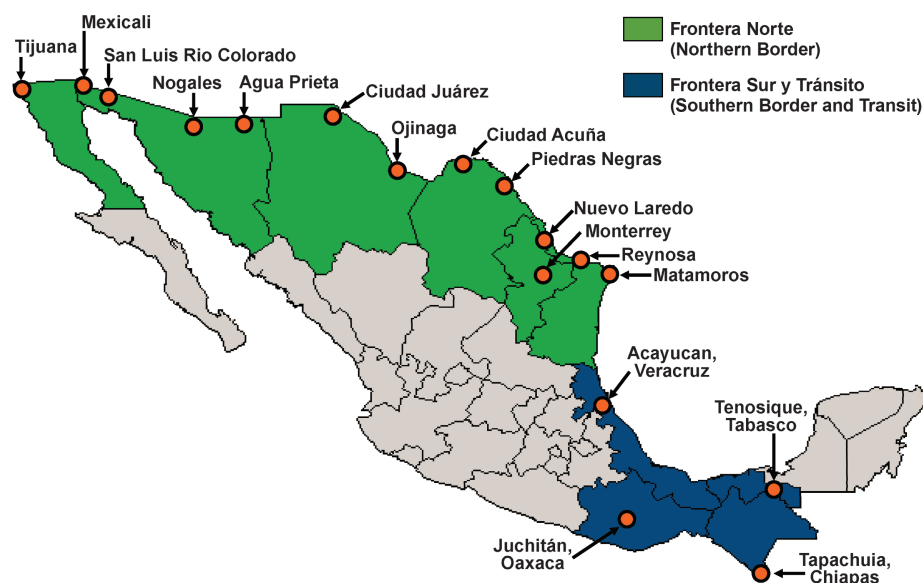 Mexicali
Tijuana
San Luis Rio Colorado
Nogales
Agua Prieta
Ciudad Juárez
Ojinaga
Ciudad Acuña
Piedras Negras
Nuevo Laredo
Monterrey
Reynosa
Matamoros
Frontera Norte
(Northern Border)
Frontera Sur y Tránsito
(Southern Border and Transit)
Acayucan,
Veracruz
Tenosique,
Tabasco
Juchitán,
Oaxaca
Tapachuia,
Chiapas